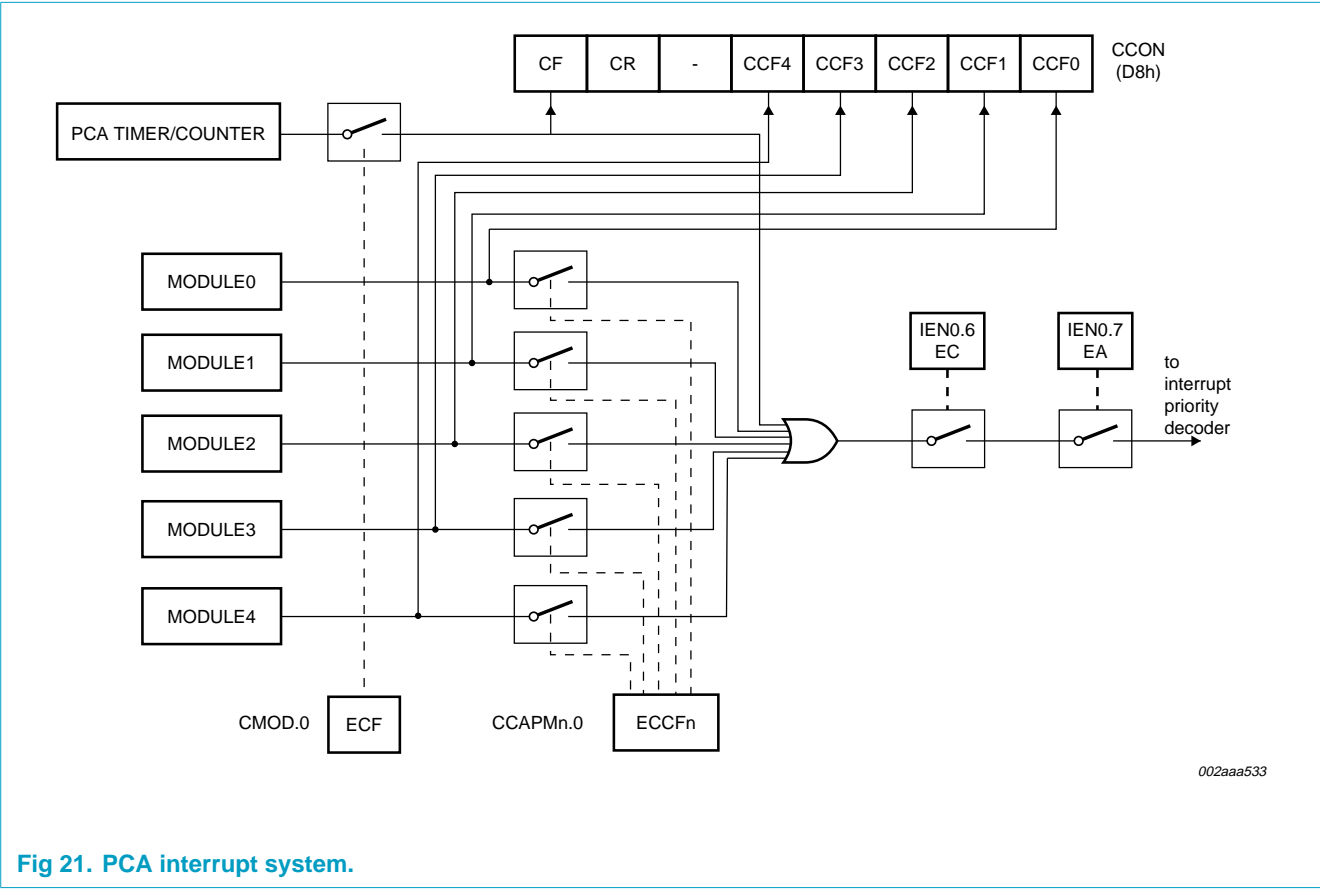 CF CR - CCF4 CCF3 CCF2 CCF1 CCF0
CCON
(D8h)
PCA TIMER/COUNTER
MODULE0
MODULE1
MODULE2
MODULE3
MODULE4
IEN0.6
EC
IEN0.7
EA
to
interrupt
priority
decoder
CMOD.0
ECF
CCAPMn.0
ECCFn
002aaa533
Fig 21. PCA interrupt system.